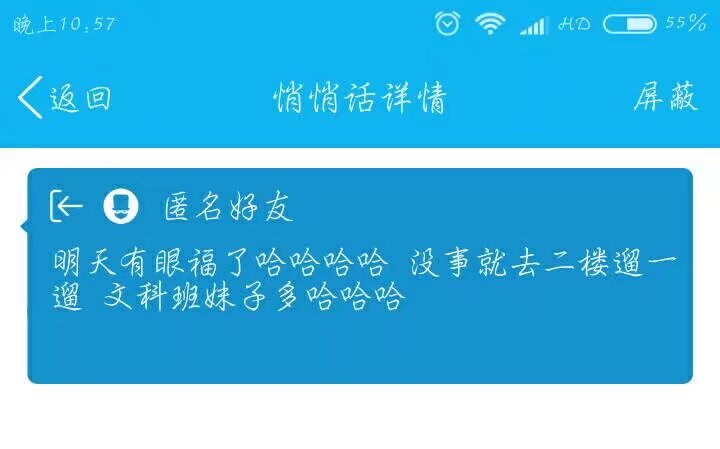 晚上10:57 HD 55%
返回 悄悄话详情 屏蔽
匿名好友
明天有眼福了哈哈哈哈 没事就去二楼遛一
遛 文科班妹子多哈哈哈